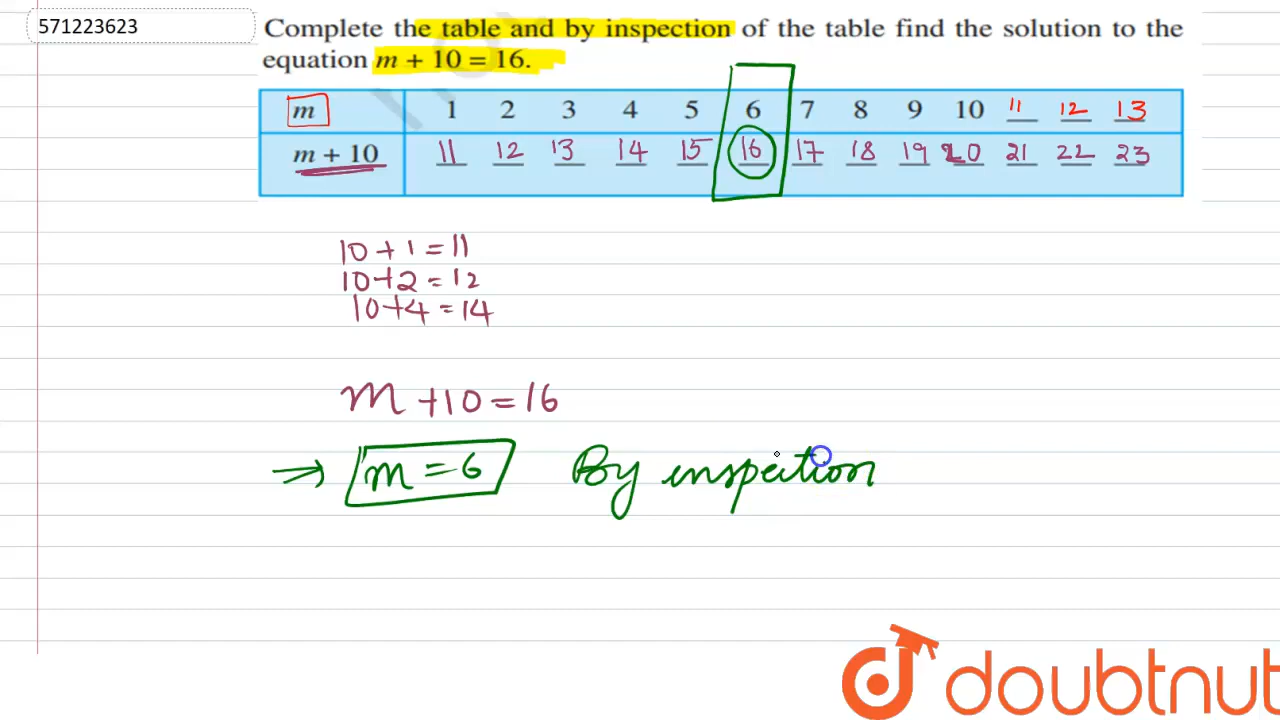 571223623
Complete the table and by inspection of the table find the solution to the
equation m + 10 = 16.
m 1 2 3 4 5 6 7 8 9 10 11 12 13
m + 10 11 12 13 14 15 16 17 18 19 20 21 22 23
10 + 1 = 11
10 + 2 = 12
10 + 4 = 14
m + 10 = 16
⇒ m = 6 By inspection
doubtnut